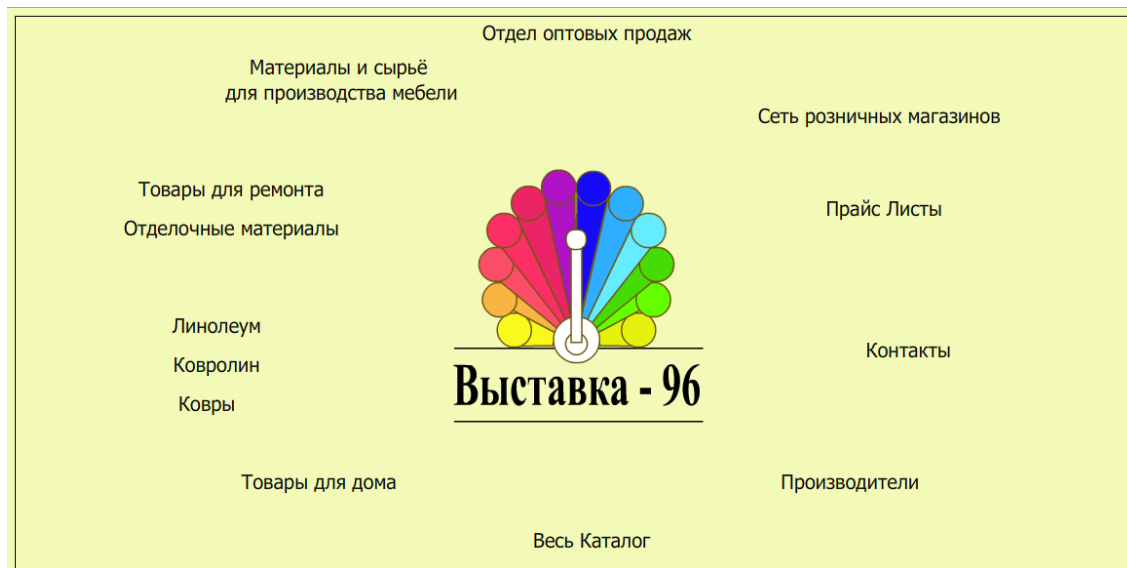 Отдел оптовых продаж
Материалы и сырьё
для производства мебели
Сеть розничных магазинов
Товары для ремонта
Прайс Листы
Отделочные материалы
Линолеум
Контакты
Ковролин
Выставка - 96
Ковры
Товары для дома
Производители
Весь Каталог